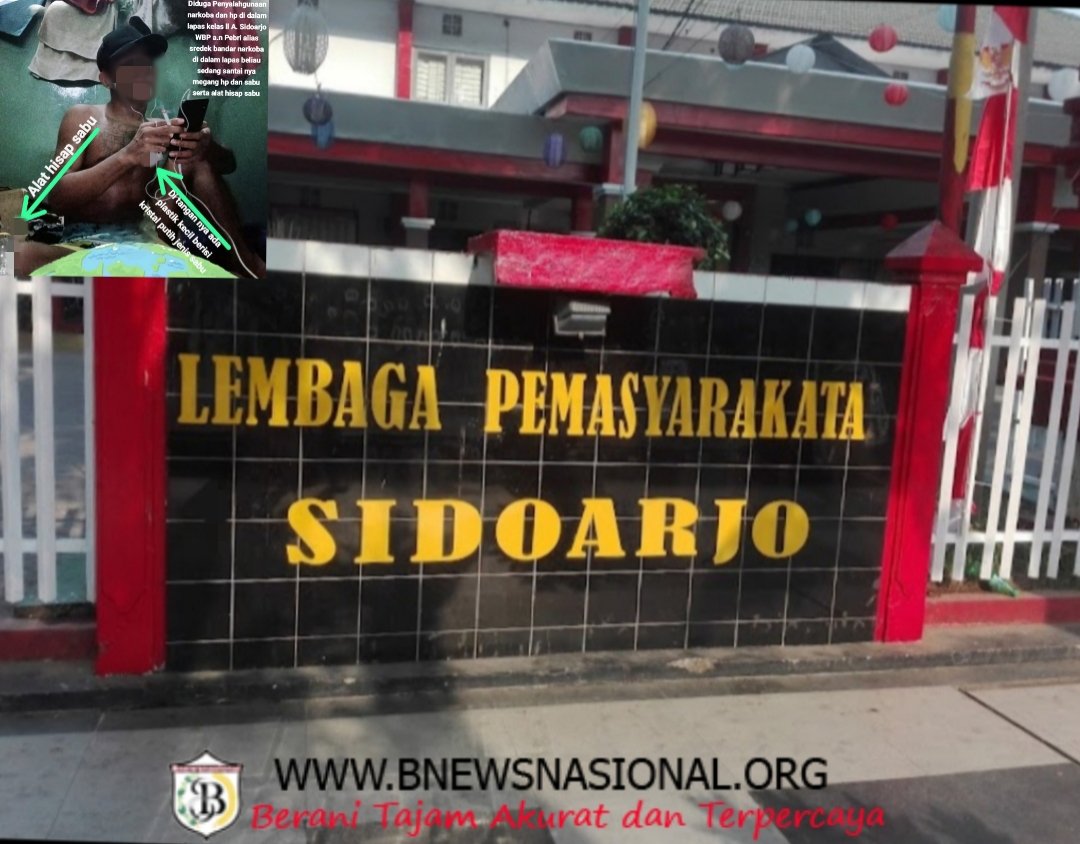 Diduga Penyalahgunaan
narkoba dan hp di dalam
lapas kelas ll A. Sidoarjo
WBP a.n Pebri alias
sredek bandar narkoba
di dalam lapas beliau
sedang santai nya
megang hp dan sabu
serta alat hisap sabu
Alat hisap sabu
Di tangan nya ada
plastik kecil berisi
kristal putih jenis sabu
LEMBAGA PEMASYARAKATA
SIDOARJO
B
WWW.BNEWSNASIONAL.ORG
Berani Tajam Akurat dan Terpercaya